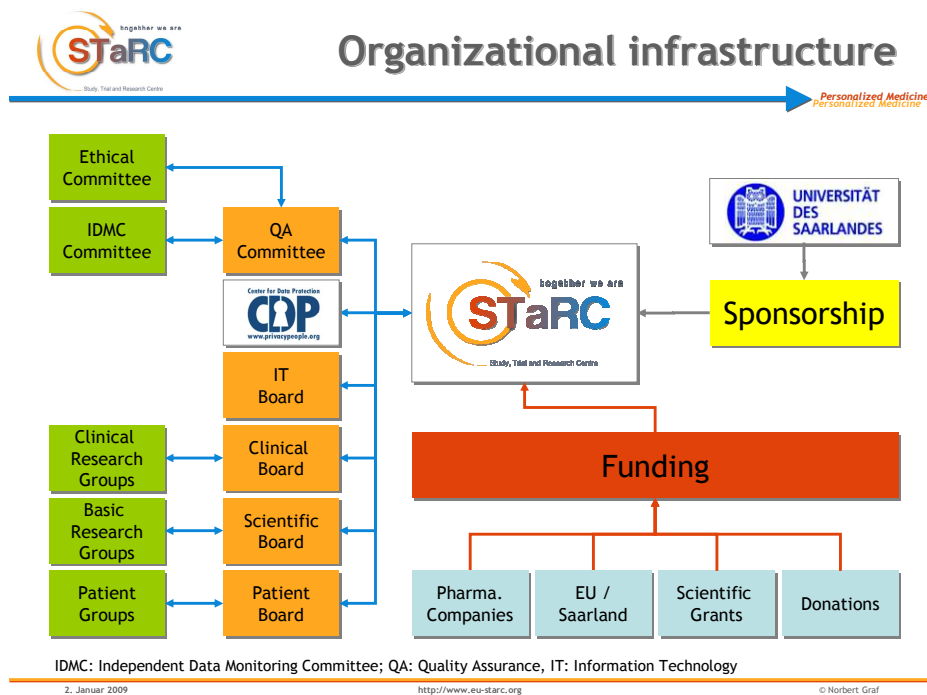 together we are
STaRC
..... Study, Trial and Research Centre
Organizational infrastructure
Personalized Medicine
Personalized Medicine
Ethical
Committee
IDMC
Committee
QA
Committee
Center for Data Protection
CDP
www.privacypeople.org
IT
Board
Clinical
Research
Groups
Clinical
Board
Basic
Research
Groups
Scientific
Board
Patient
Groups
Patient
Board
together we are
STaRC
..... Study, Trial and Research Centre
UNIVERSITÄT
DES
SAARLANDES
Sponsorship
Funding
Pharma.
Companies
EU /
Saarland
Scientific
Grants
Donations
IDMC: Independent Data Monitoring Committee; QA: Quality Assurance, IT: Information Technology
2. Januar 2009
http://www.eu-starc.org
© Norbert Graf